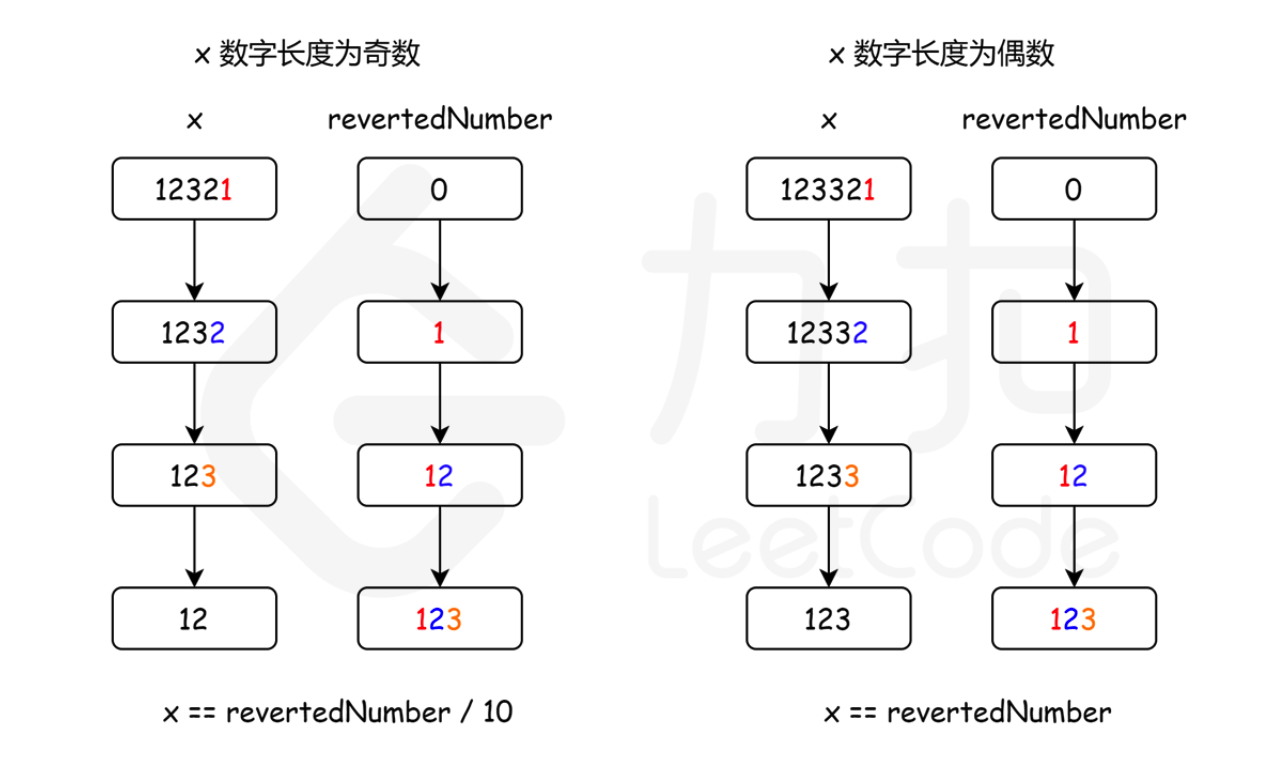 x 数字长度为奇数
x revertedNumber
12321 0
1232 1
123 12
12 123
x == revertedNumber / 10
x 数字长度为偶数
x revertedNumber
123321 0
12332 1
1233 12
123 123
x == revertedNumber
力扣
LeetCode